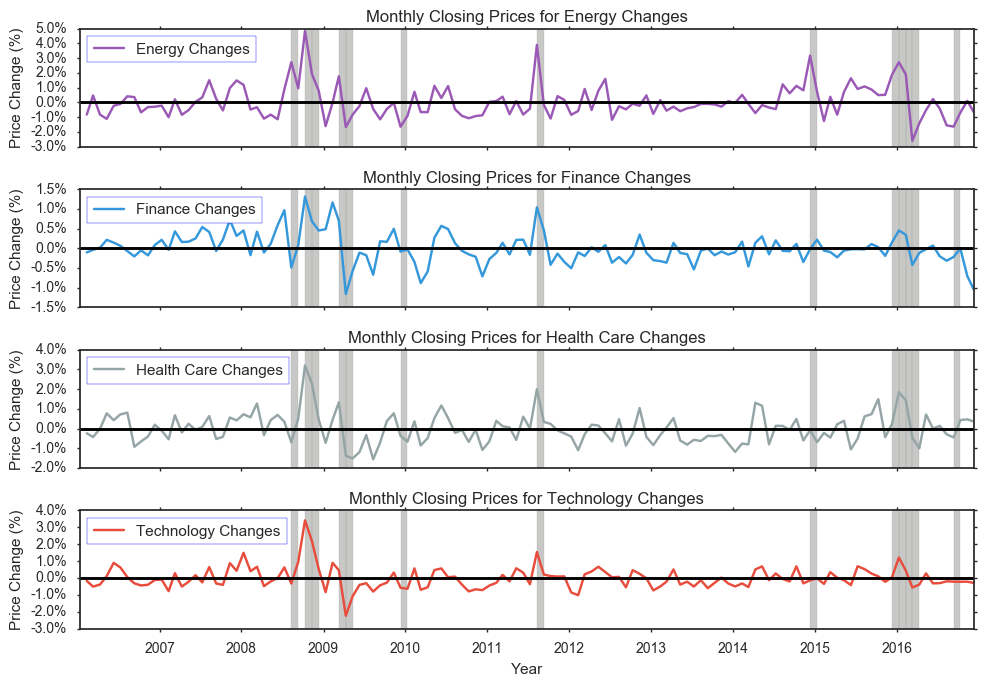 Monthly Closing Prices for Energy Changes
Price Change (%)
5.0%
4.0%
3.0%
2.0%
1.0%
0.0%
-1.0%
-2.0%
-3.0%
Energy Changes
Monthly Closing Prices for Finance Changes
Price Change (%)
1.5%
1.0%
0.5%
0.0%
-0.5%
-1.0%
-1.5%
Finance Changes
Monthly Closing Prices for Health Care Changes
Price Change (%)
4.0%
3.0%
2.0%
1.0%
0.0%
-1.0%
-2.0%
Health Care Changes
Monthly Closing Prices for Technology Changes
Price Change (%)
4.0%
3.0%
2.0%
1.0%
0.0%
-1.0%
-2.0%
-3.0%
Technology Changes
2007 2008 2009 2010 2011 2012 2013 2014 2015 2016
Year